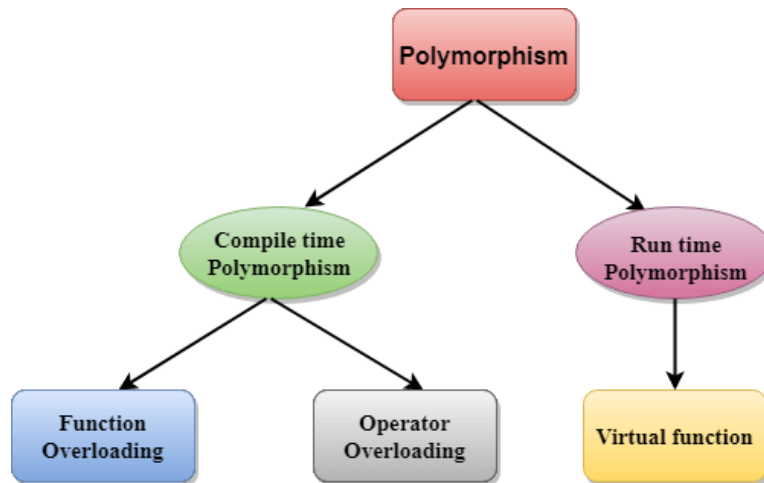 Polymorphism
Compile time
Polymorphism
Run time
Polymorphism
Function
Overloading
Operator
Overloading
Virtual function